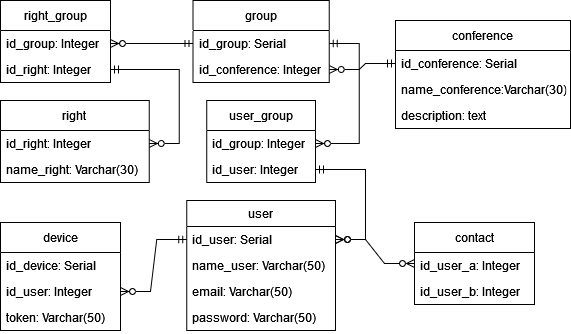 right_group
id_group: Integer
id_right: Integer
group
id_group: Serial
id_conference: Integer
conference
id_conference: Serial
name_conference:Varchar(30)
description: text
right
id_right: Integer
name_right: Varchar(30)
user_group
id_group: Integer
id_user: Integer
device
id_device: Serial
id_user: Integer
token: Varchar(50)
user
id_user: Serial
name_user: Varchar(50)
email: Varchar(50)
password: Varchar(50)
contact
id_user_a: Integer
id_user_b: Integer